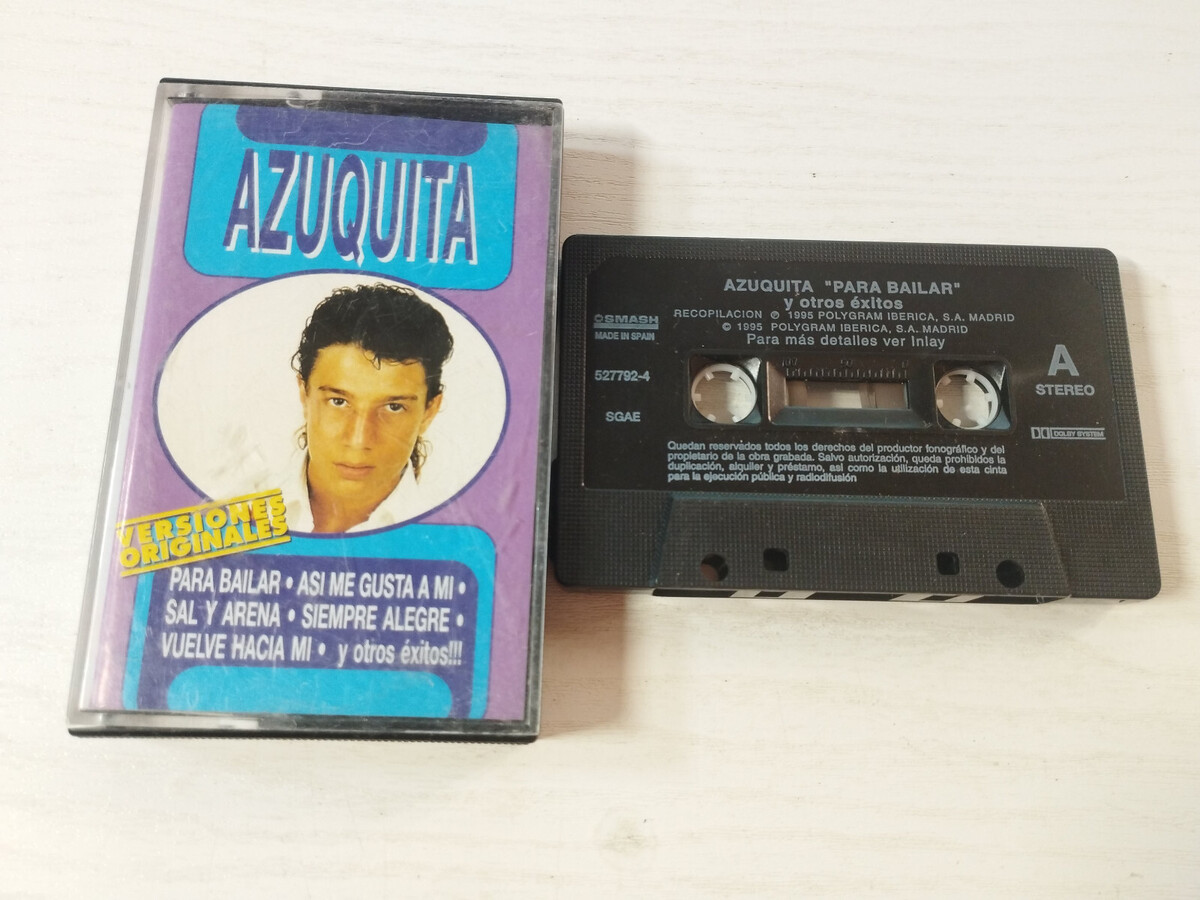 AZUQUITA
VERSIONES
ORIGINALES
PARA BAILAR • ASI ME GUSTA A MI •
SAL Y ARENA • SIEMPRE ALEGRE •
VUELVE HACIA MI • y otros éxitos!!!
AZUQUITA "PARA BAILAR"
y otros éxitos
RECOPILACION ℗ 1995 POLYGRAM IBERICA, S.A. MADRID
© 1995 POLYGRAM IBERICA, S.A. MADRID
Para más detalles ver Inlay
SMASH
MADE IN SPAIN
527792-4
SGAE
100 50 0
A
STEREO
DOLBY SYSTEM
Quedan reservados todos los derechos del productor fonográfico y del
propietario de la obra grabada. Salvo autorización, queda prohibidos la
duplicación, alquiler y préstamo, así como la utilización de esta cinta
para la ejecución pública y radiodifusión